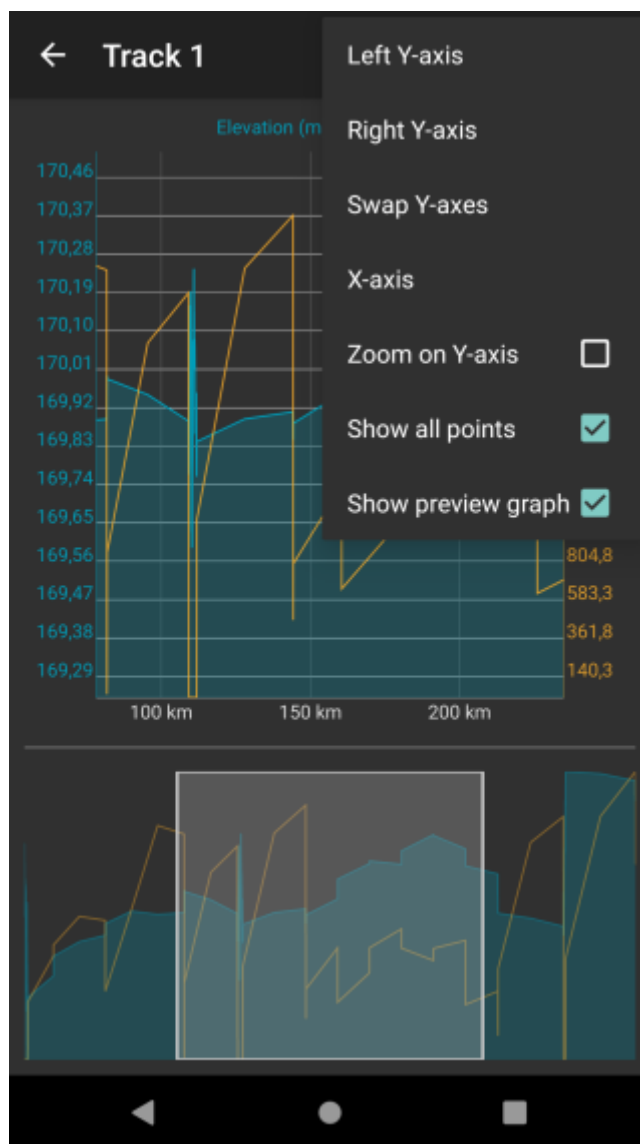 Track 1
Left Y-axis
Right Y-axis
Swap Y-axes
X-axis
Zoom on Y-axis
Show all points
Show preview graph
Elevation (m
170,46
170,37
170,28
170,19
170,10
170,01
169,92
169,83
169,74
169,65
169,56
169,47
169,38
169,29
804,8
583,3
361,8
140,3
100 km
150 km
200 km